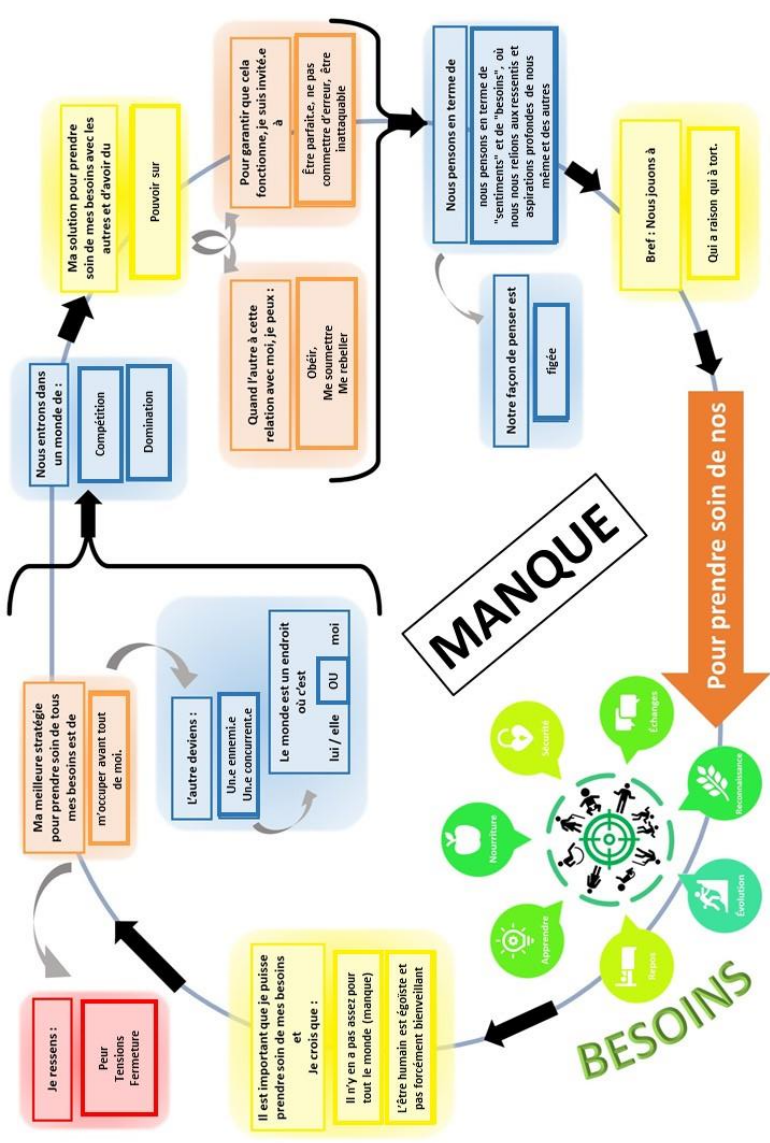 BESOINS
Nourriture
Sécurité
Échanges
Reconnaissance
Évolution
Repos
Apprendre
Il est important que je puisse
prendre soin de mes besoins
et
Je crois que :
Il n'y en a pas assez pour
tout le monde (manque)
L'être humain est égoïste et
pas forcément bienveillant
Ma meilleure stratégie
pour prendre soin de tous
mes besoins est de
m'occuper avant tout
de moi.
Je ressens :
Peur
Tensions
Fermeture
L'autre deviens :
Un.e ennemi.e
Un.e concurrent.e
Le monde est un endroit
où c'est
lui / elle OU moi
Nous entrons dans
un monde de :
Compétition
Domination
Ma solution pour prendre
soin de mes besoins avec les
autres et d'avoir du
Pouvoir sur
Quand l'autre à cette
relation avec moi, je peux :
Obéir,
Me soumettre
Me rebeller
Pour garantir que cela
fonctionne, je suis invité.e
à
Être parfait.e, ne pas
commettre d'erreur, être
inattaquable
Nous pensons en terme de
nous pensons en terme de
"sentiments" et de "besoins", où
nous nous relions aux ressentis et
aspirations profondes de nous
même et des autres
Notre façon de penser est
figée
Bref : Nous jouons à
Qui a raison qui à tort.
Pour prendre soin de nos
MANQUE